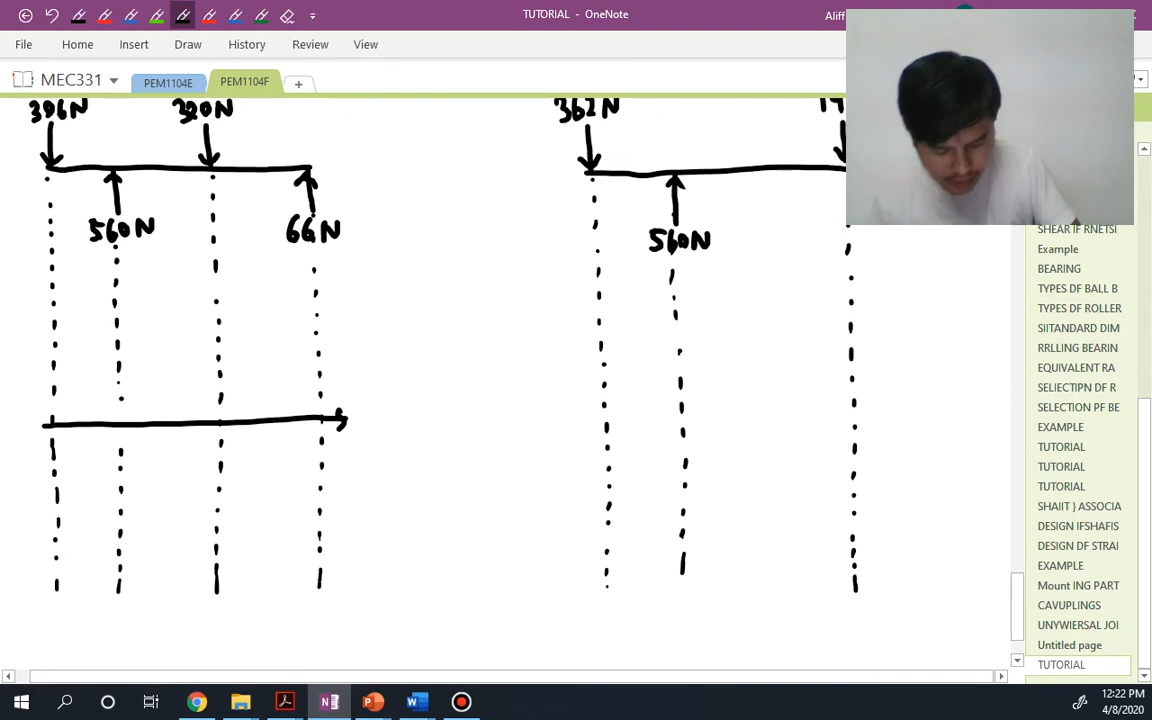 TUTORIAL - OneNote
Aliff
File Home Insert Draw History Review View
MEC331
PEM1104E
PEM1104F
396N
320N
362N
560N
66N
560N
SHEAR IF RNETSI
Example
BEARING
TYPES DF BALL B
TYPES DF ROLLER
SIITANDARD DIM
RRLLING BEARIN
EQUIVALENT RA
SELIECTIPN DF R
SELECTION PF BE
EXAMPLE
TUTORIAL
TUTORIAL
TUTORIAL
SHAIIT } ASSOCIA
DESIGN IFSHAFIS
DESIGN DF STRAI
EXAMPLE
Mount ING PART
CAVUPLINGS
UNYWIERSAL JOI
Untitled page
TUTORIAL
12:22 PM
4/8/2020